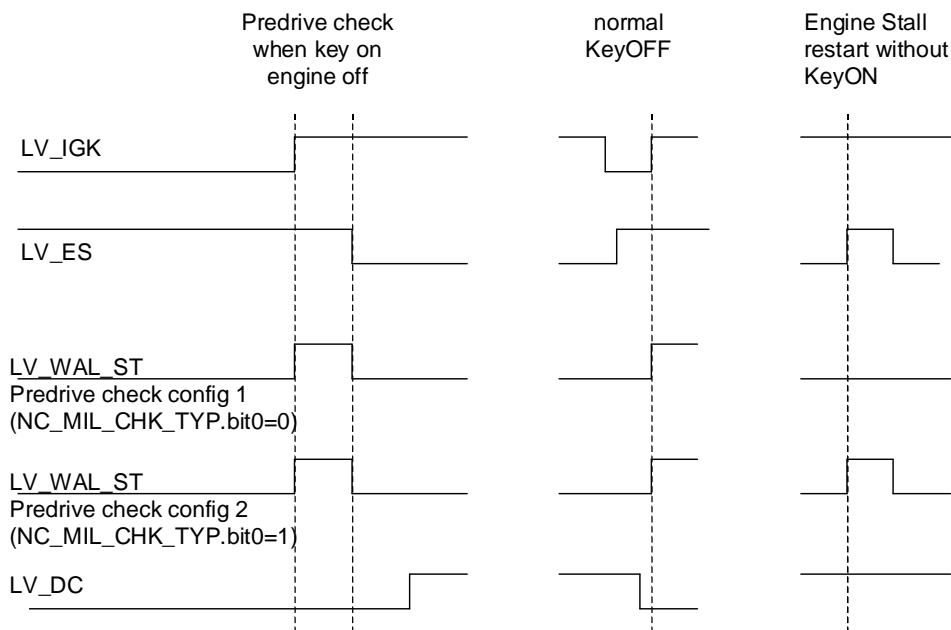 Predrive check
when key on
engine off
normal
KeyOFF
Engine Stall
restart without
KeyON
LV_IGK
LV_ES
LV_WAL_ST
Predrive check config 1
(NC_MIL_CHK_TYP.bit0=0)
LV_WAL_ST
Predrive check config 2
(NC_MIL_CHK_TYP.bit0=1)
LV_DC